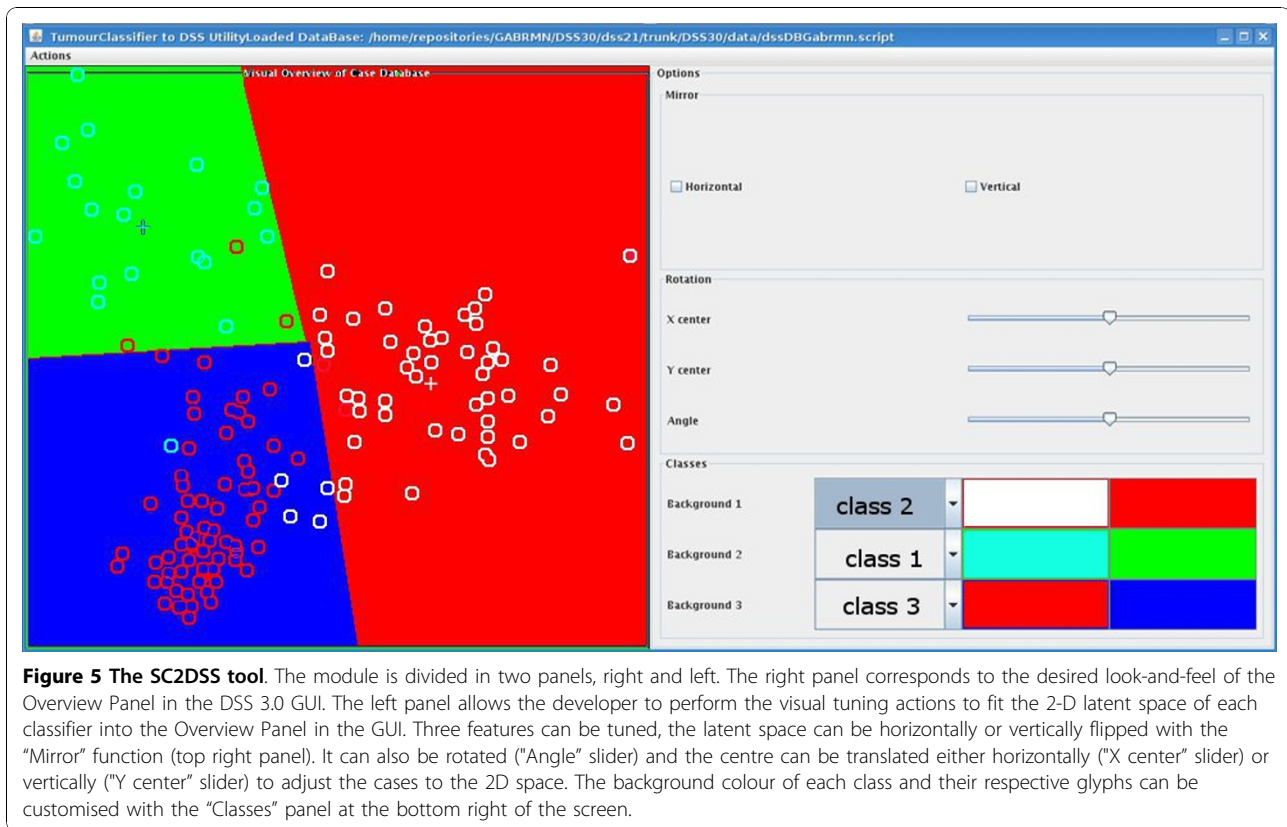 TumourClassifier to DSS UtilityLoaded DataBase: /home/repositories/GABRMN/DSS30/dss21/trunk/DSS30/data/dssDBGabrmn.script
Actions
Visual Overview of Case Database
Options
Mirror
Horizontal
Vertical
Rotation
X center
Y center
Angle
Classes
Background 1
class 2
Background 2
class 1
Background 3
class 3
Figure 5 The SC2DSS tool. The module is divided in two panels, right and left. The right panel corresponds to the desired look-and-feel of the
Overview Panel in the DSS 3.0 GUI. The left panel allows the developer to perform the visual tuning actions to fit the 2-D latent space of each
classifier into the Overview Panel in the GUI. Three features can be tuned, the latent space can be horizontally or vertically flipped with the
“Mirror” function (top right panel). It can also be rotated ("Angle” slider) and the centre can be translated either horizontally ("X center” slider) or
vertically ("Y center” slider) to adjust the cases to the 2D space. The background colour of each class and their respective glyphs can be
customised with the “Classes” panel at the bottom right of the screen.